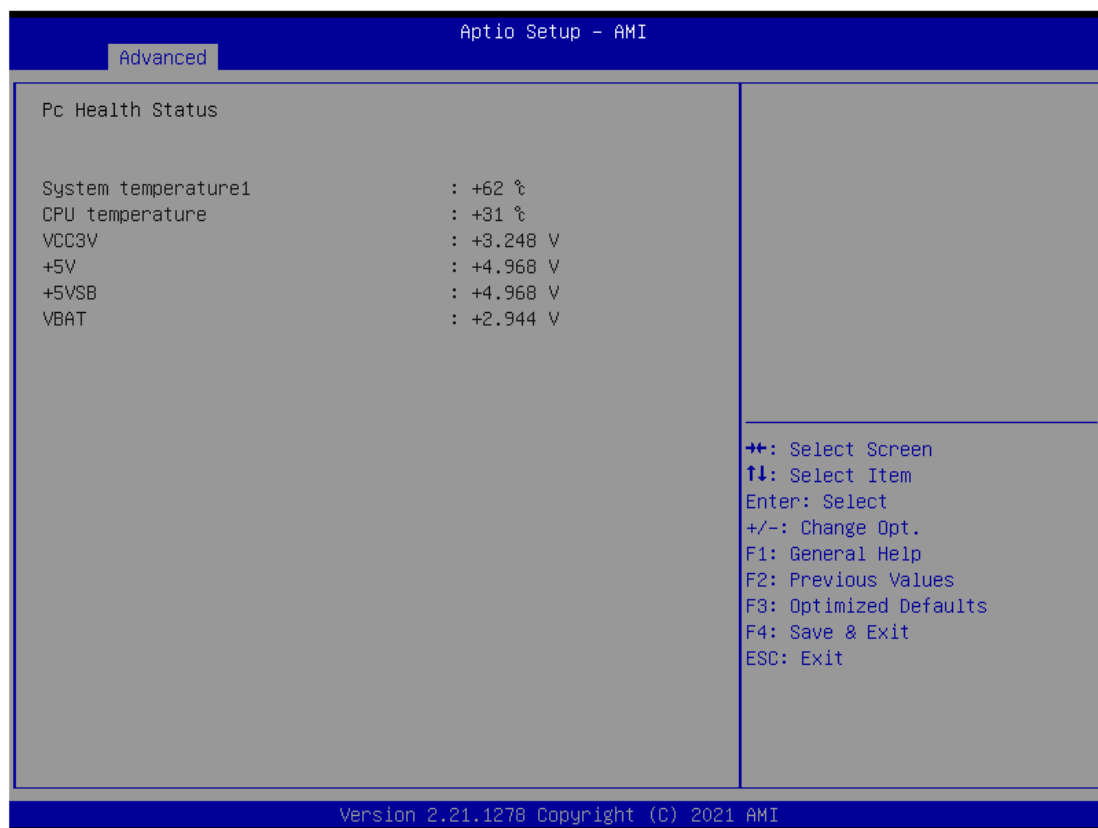 Aptio Setup – AMI
Advanced
Pc Health Status
System temperature1 : +62 ℃
CPU temperature : +31 ℃
VCC3V : +3.248 V
+5V : +4.968 V
+5VSB : +4.968 V
VBAT : +2.944 V
→←: Select Screen
↑↓: Select Item
Enter: Select
+/-: Change Opt.
F1: General Help
F2: Previous Values
F3: Optimized Defaults
F4: Save & Exit
ESC: Exit
Version 2.21.1278 Copyright (C) 2021 AMI